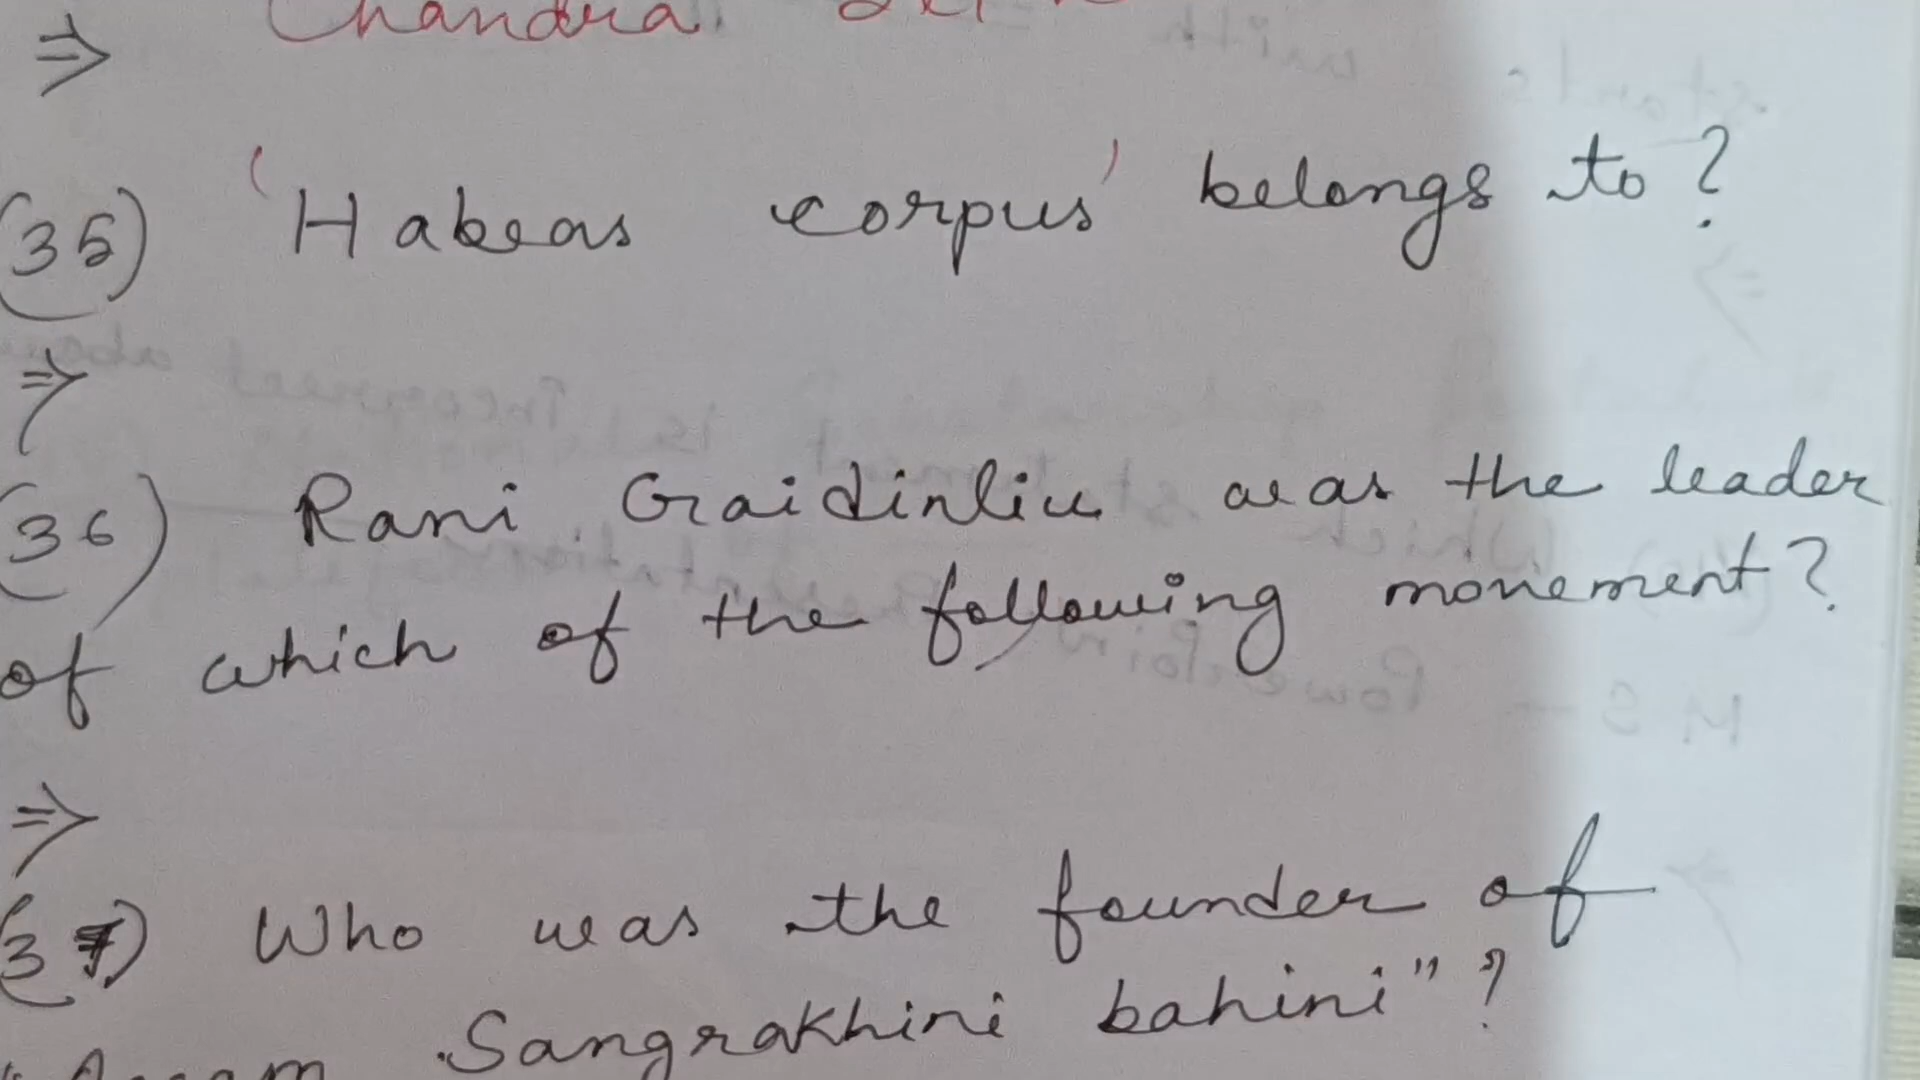 ⇒ Chandra
(35) 'Habeas corpus' belongs to?
⇒
(36) Rani Gaidinliu was the leader
of which of the following movement?
⇒
(37) Who was the founder of
"Assam Sangrakhini bahini"?